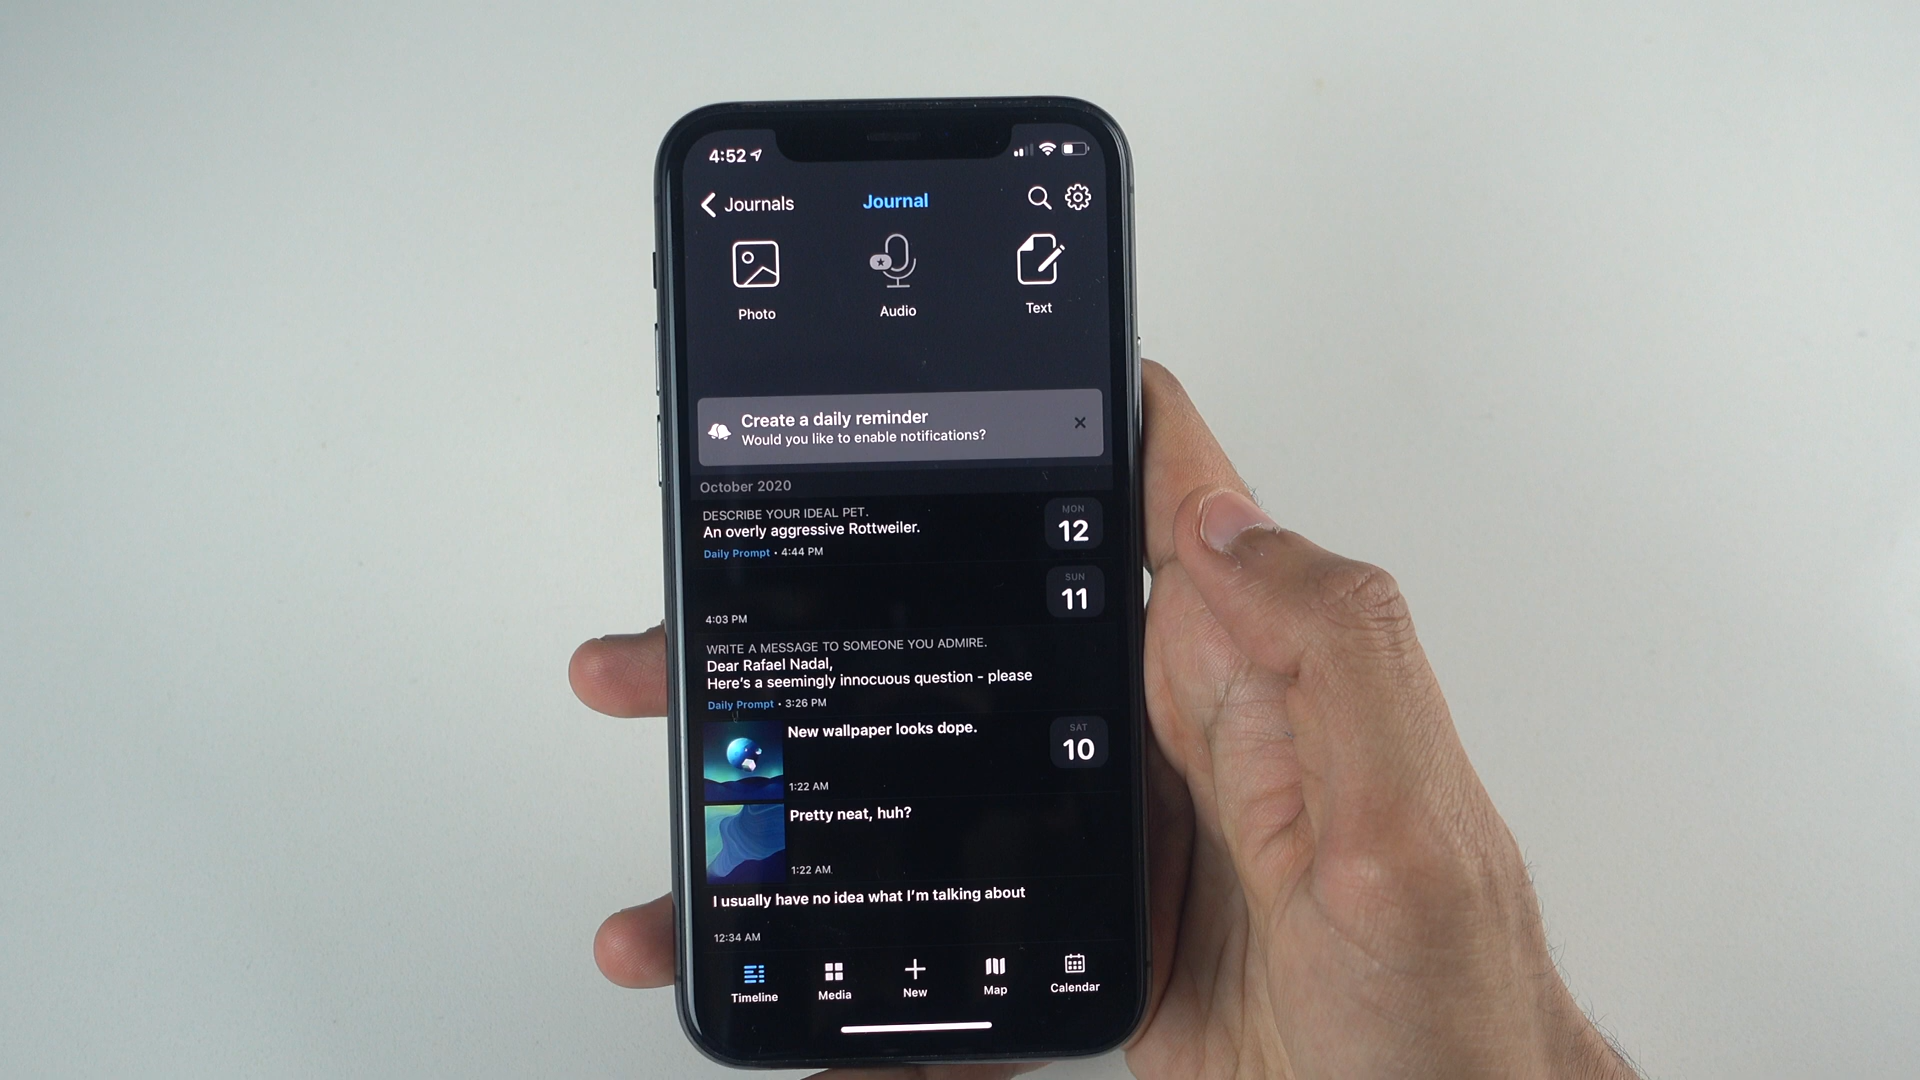 4:52
Journals
Journal
Photo
Audio
Text
Create a daily reminder
Would you like to enable notifications?
October 2020
DESCRIBE YOUR IDEAL PET.
An overly aggressive Rottweiler.
Daily Prompt • 4:44 PM
MON
12
SUN
11
4:03 PM
WRITE A MESSAGE TO SOMEONE YOU ADMIRE.
Dear Rafael Nadal,
Here's a seemingly innocuous question - please
Daily Prompt • 3:26 PM
New wallpaper looks dope.
1:22 AM
SAT
10
Pretty neat, huh?
1:22 AM
I usually have no idea what I'm talking about
12:34 AM
Timeline
Media
New
Map
Calendar